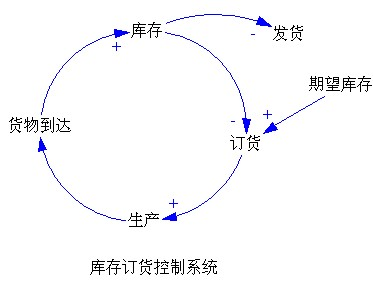 库存
+
- 发货
期望库存
+
货物到达
-
订货
+
生产
库存订货控制系统